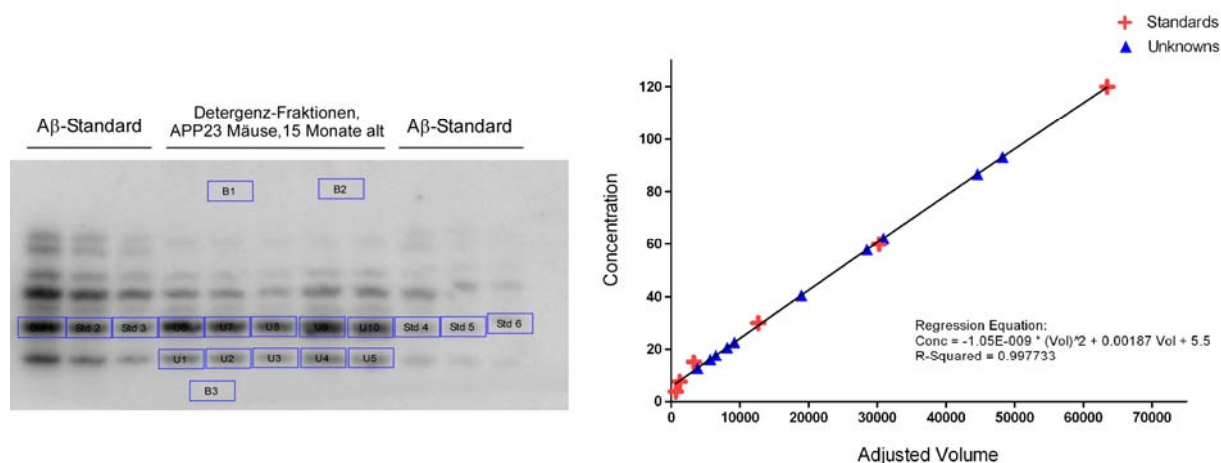 Aβ-Standard
Detergenz-Fraktionen,
APP23 Mäuse,15 Monate alt
Aβ-Standard
B1
B2
Std 2
Std 3
U7
U8
U9
U10
Std 4
Std 5
Std 6
U1
U2
U3
U4
U5
B3
Standards
Unknowns
120
100
80
60
40
20
0
Concentration
Regression Equation:
Conc = -1.05E-009 * (Vol)^2 + 0.00187 Vol + 5.5
R-Squared = 0.997733
0
10000
20000
30000
40000
50000
60000
70000
Adjusted Volume